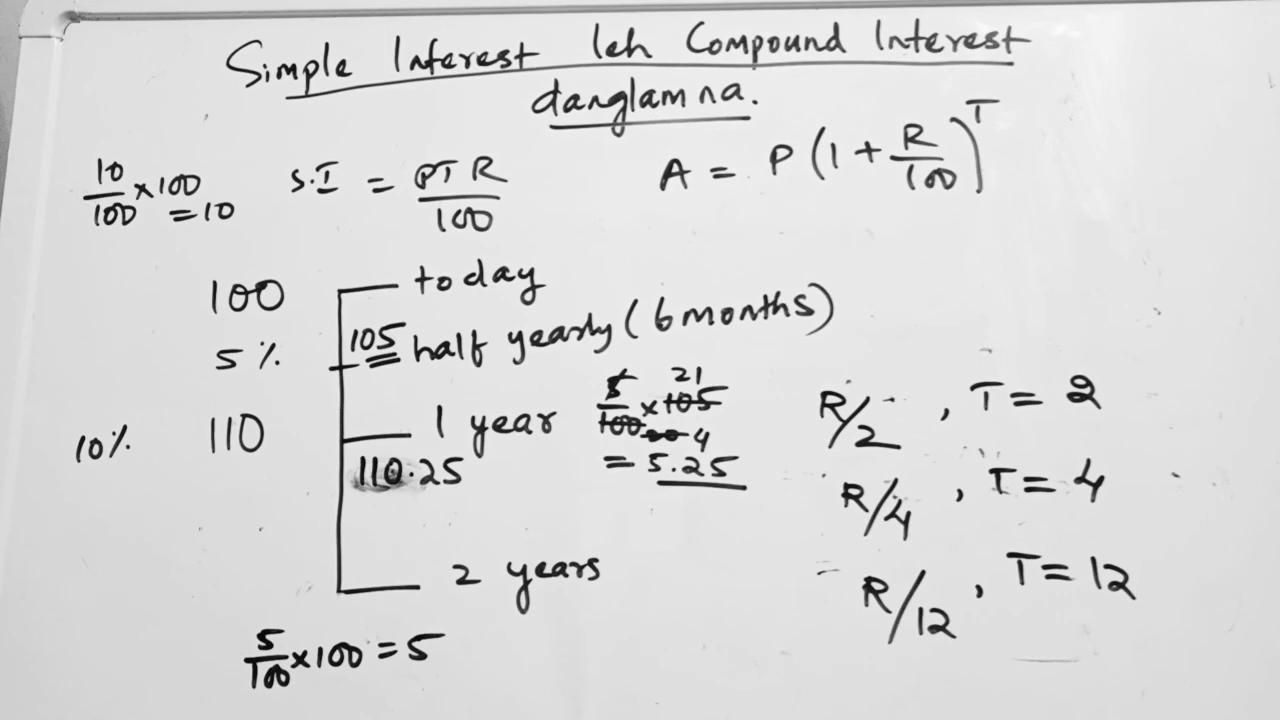 Simple Interest leh Compound Interest
danglamna.
10/100 x 100 = 10
S.I = PTR/100
A = P(1 + R/100)^T
100 today
5% 105 half yearly (6 months)
10% 110 1 year
110.25
5/100 x 105 21
20 4
= 5.25
2 years
5/100 x 100 = 5
R/2, T = 2
R/4, T = 4
R/12, T = 12